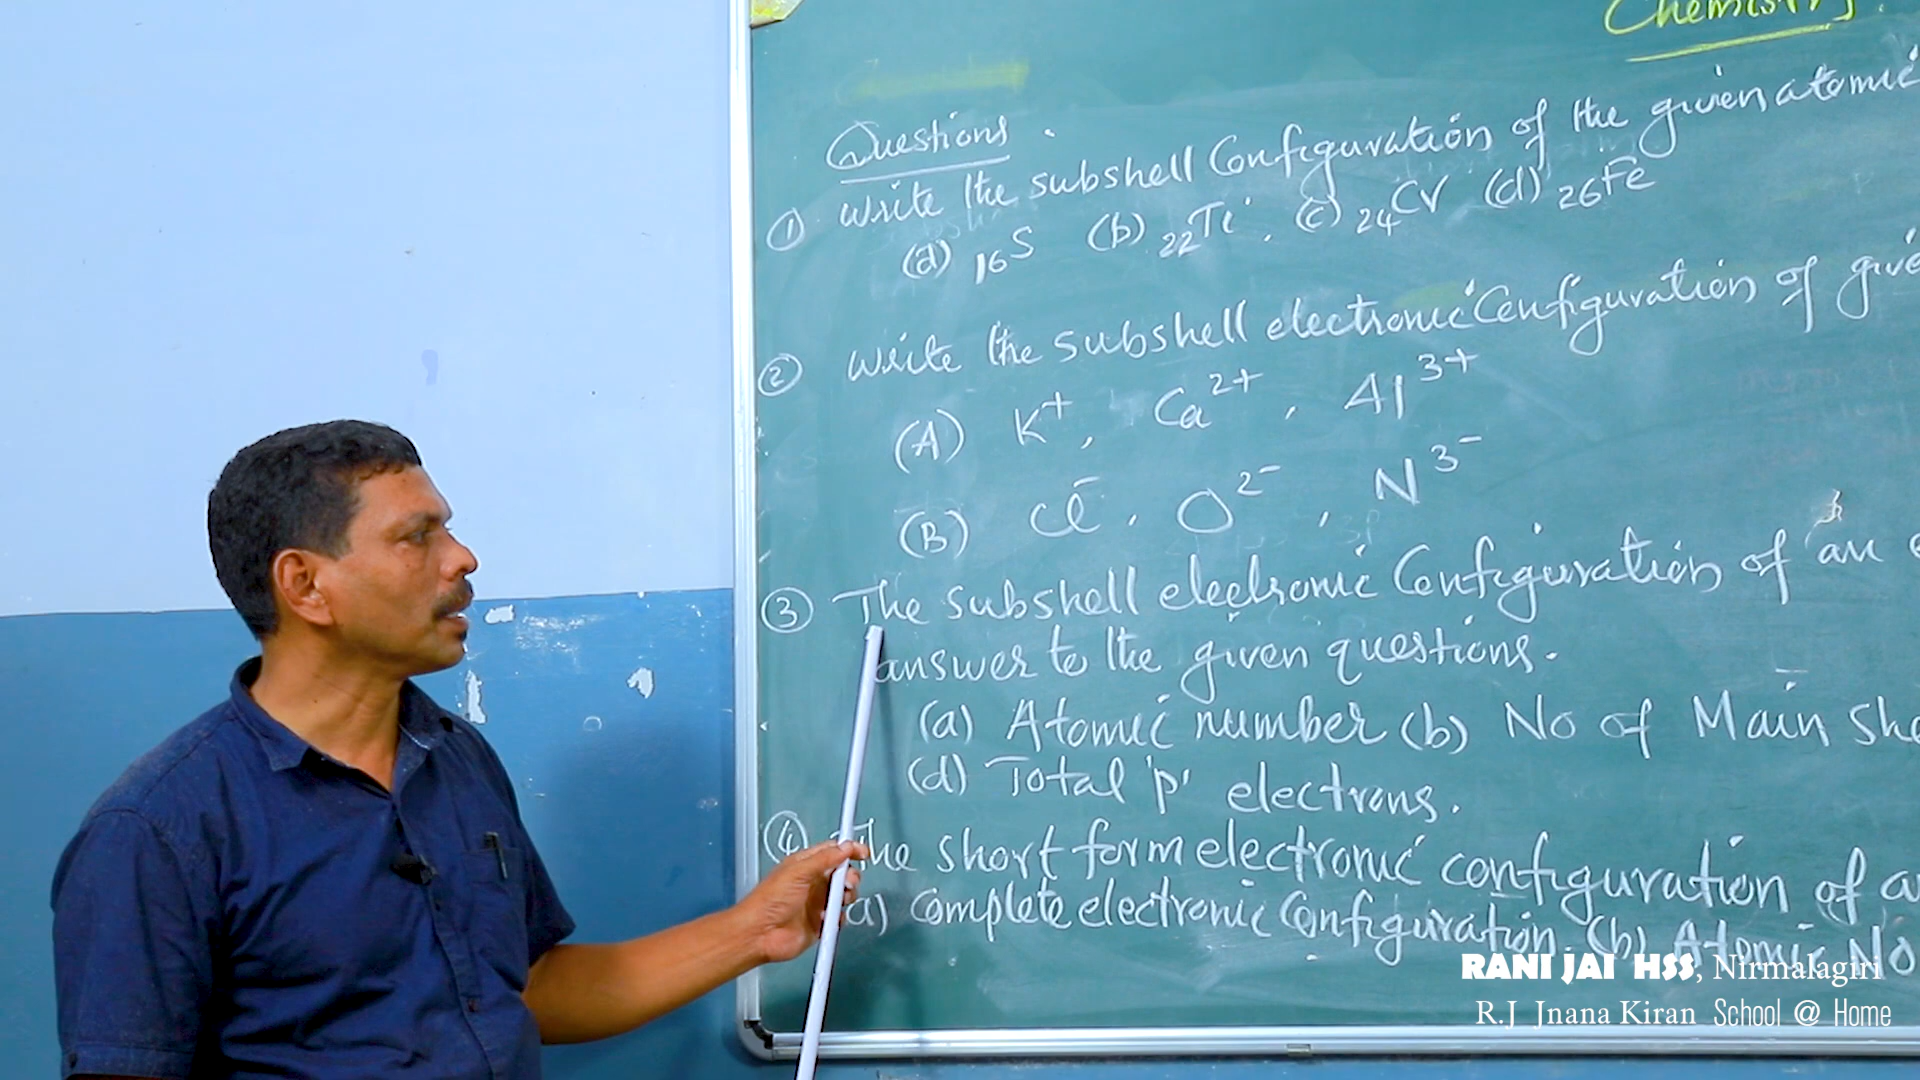 Chemistry.
Questions.
① Write the subshell Configuration of the given atomic
(a) 16S (b) 22Ti, (c) 24Cr (d) 26Fe
② Write the subshell electronic Configuration of
(A) K+, Ca2+, Al3+
(B) Cl-, O2-, N3-
③ The subshell electronic Configuration of an
answer to the given questions.
(a) Atomic number (b) No of Main
(d) Total 'p' electrons.
④ The short form electronic configuration of
a) Complete electronic Configuration (b) Atomic No
RANI JAI HSS, Nirmalagiri
R.J Jnana Kiran School @ Home